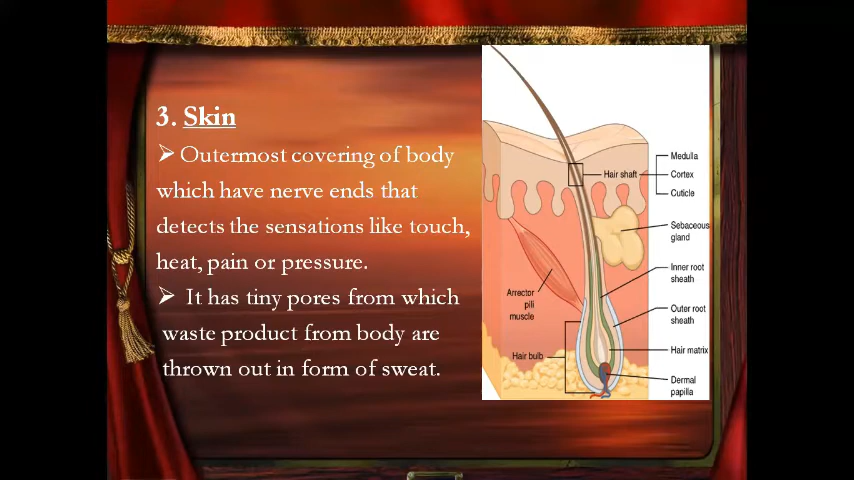 3. Skin
➢ Outermost covering of body
which have nerve ends that
detects the sensations like touch,
heat, pain or pressure.
➢ It has tiny pores from which
waste product from body are
thrown out in form of sweat.
Medulla
Hair shaft
Cortex
Cuticle
Sebaceous
gland
Inner root
sheath
Arrector
pili
muscle
Outer root
sheath
Hair matrix
Hair bulb
Dermal
papilla